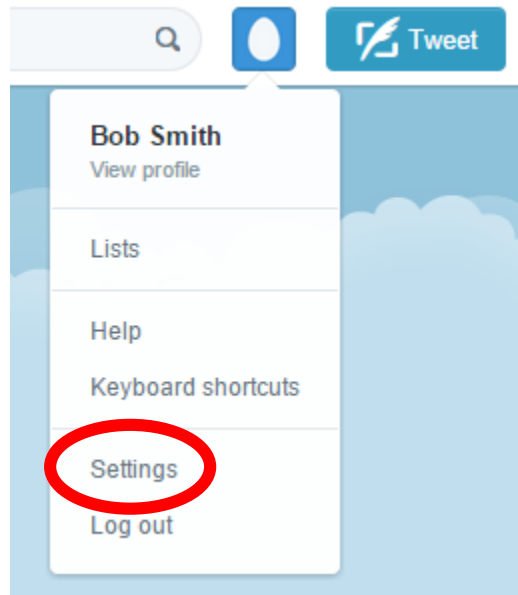 Tweet
Bob Smith
View profile
Lists
Help
Keyboard shortcuts
Settings
Log out